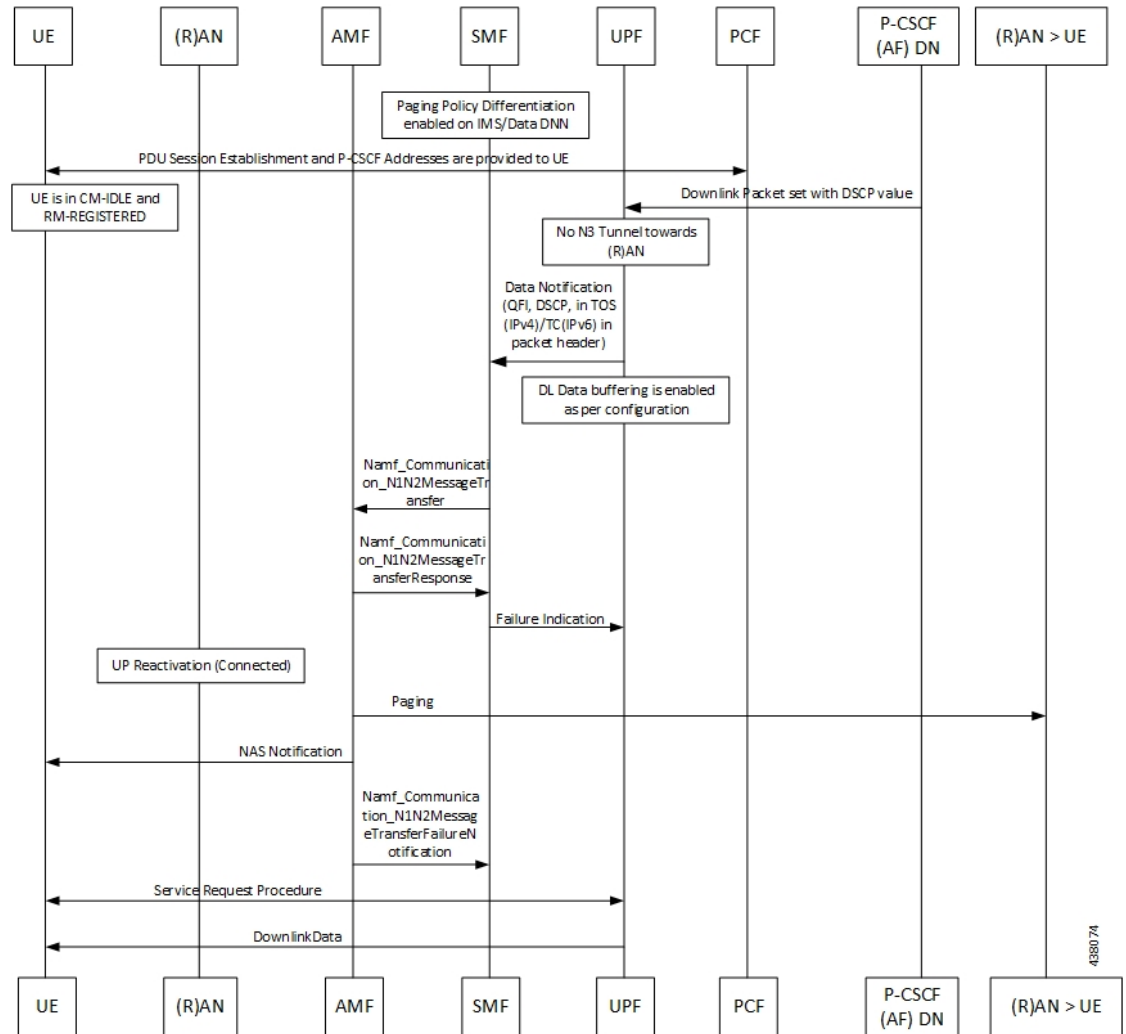 UE
(R)AN
AMF
SMF
UPF
PCF
P-CSCF
(AF) DN
(R)AN > UE
Paging Policy Differentiation
enabled on IMS/Data DNN
PDU Session Establishment and P-CSCF Addresses are provided to UE
UE is in CM-IDLE and
RM-REGISTERED
Downlink Packet set with DSCP value
No N3 Tunnel towards
(R)AN
Data Notification
(QFI, DSCP, in TOS
(IPv4)/TC(IPv6) in
packet header)
DL Data buffering is enabled
as per configuration
Namf_Communicati
on_N1N2MessageTr
ansfer
Namf_Communicati
on_N1N2MessageTr
ansferResponse
Failure Indication
UP Reactivation (Connected)
Paging
NAS Notification
Namf_Communica
tion_N1N2Messag
eTransferFailureN
otification
Service Request Procedure
DownlinkData
438074
UE
(R)AN
AMF
SMF
UPF
PCF
P-CSCF
(AF) DN
(R)AN > UE